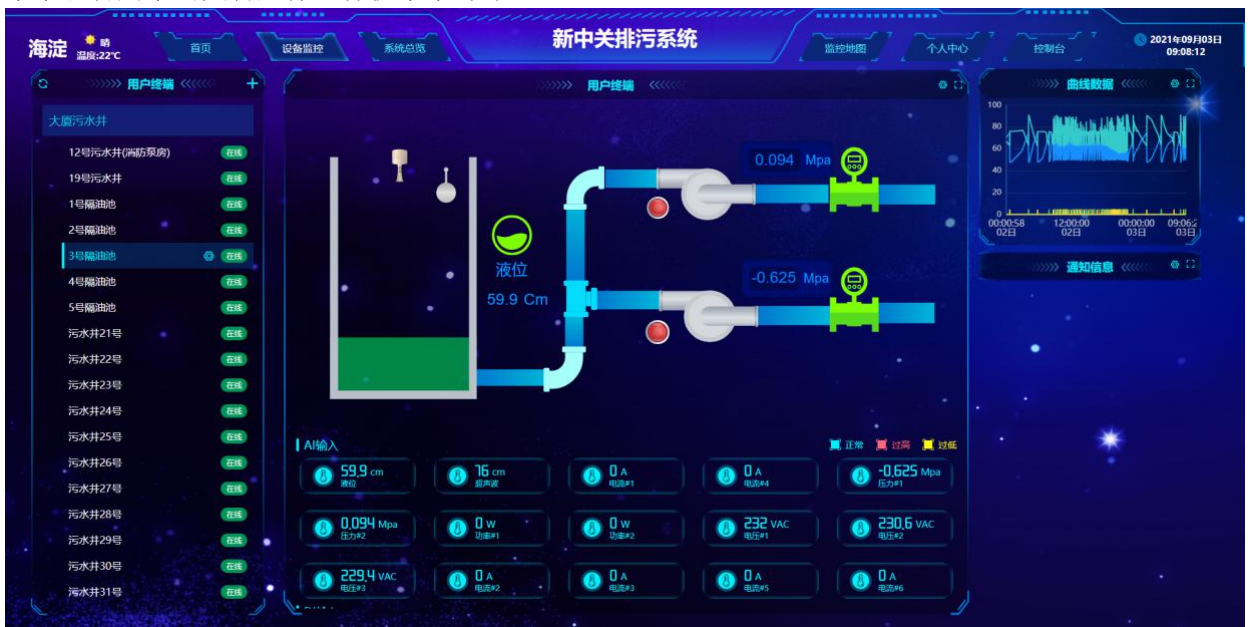 海淀 晴
温度:22℃
首页 设备监控 系统总览 新中关排污系统 监控地图 个人中心 控制台
2021年09月03日
09:08:12
用户终端
大厦污水井
12号污水井(消防泵房) 在线
19号污水井 在线
1号隔油池 在线
2号隔油池 在线
3号隔油池 在线
4号隔油池 在线
5号隔油池 在线
污水井21号 在线
污水井22号 在线
污水井23号 在线
污水井24号 在线
污水井25号 在线
污水井26号 在线
污水井27号 在线
污水井28号 在线
污水井29号 在线
污水井30号 在线
污水井31号 在线
用户终端
0.094 Mpa
液位
59.9 Cm
-0.625 Mpa
AI输入
正常 过高 过低
59.9 cm 76 cm 0 A 0 A -0.625 Mpa
液位 超声波 电流#1 电流#4 压力#1
0.094 Mpa 0 W 0 W 232 VAC 230.6 VAC
压力#2 功率#1 功率#2 电压#1 电压#2
229.4 VAC 0 A 0 A 0 A 0 A
电压#3 电流#2 电流#3 电流#5 电流#6
曲线数据
100
80
60
40
20
0
00:00:58 12:00:00 00:00:00 09:06:2
02日 02日 03日 03日
通知信息